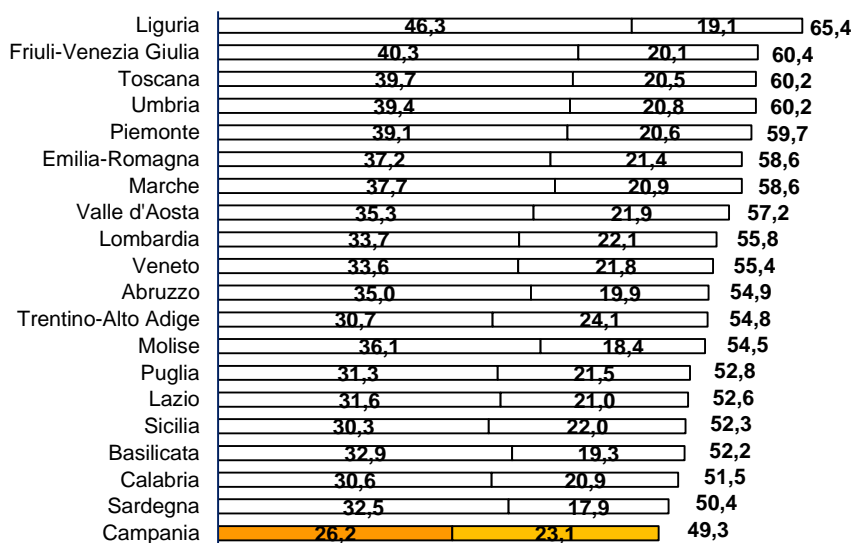 Liguria 46,3 19,1 65,4
Friuli-Venezia Giulia 40,3 20,1 60,4
Toscana 39,7 20,5 60,2
Umbria 39,4 20,8 60,2
Piemonte 39,1 20,6 59,7
Emilia-Romagna 37,2 21,4 58,6
Marche 37,7 20,9 58,6
Valle d'Aosta 35,3 21,9 57,2
Lombardia 33,7 22,1 55,8
Veneto 33,6 21,8 55,4
Abruzzo 35,0 19,9 54,9
Trentino-Alto Adige 30,7 24,1 54,8
Molise 36,1 18,4 54,5
Puglia 31,3 21,5 52,8
Lazio 31,6 21,0 52,6
Sicilia 30,3 22,0 52,3
Basilicata 32,9 19,3 52,2
Calabria 30,6 20,9 51,5
Sardegna 32,5 17,9 50,4
Campania 26,2 23,1 49,3